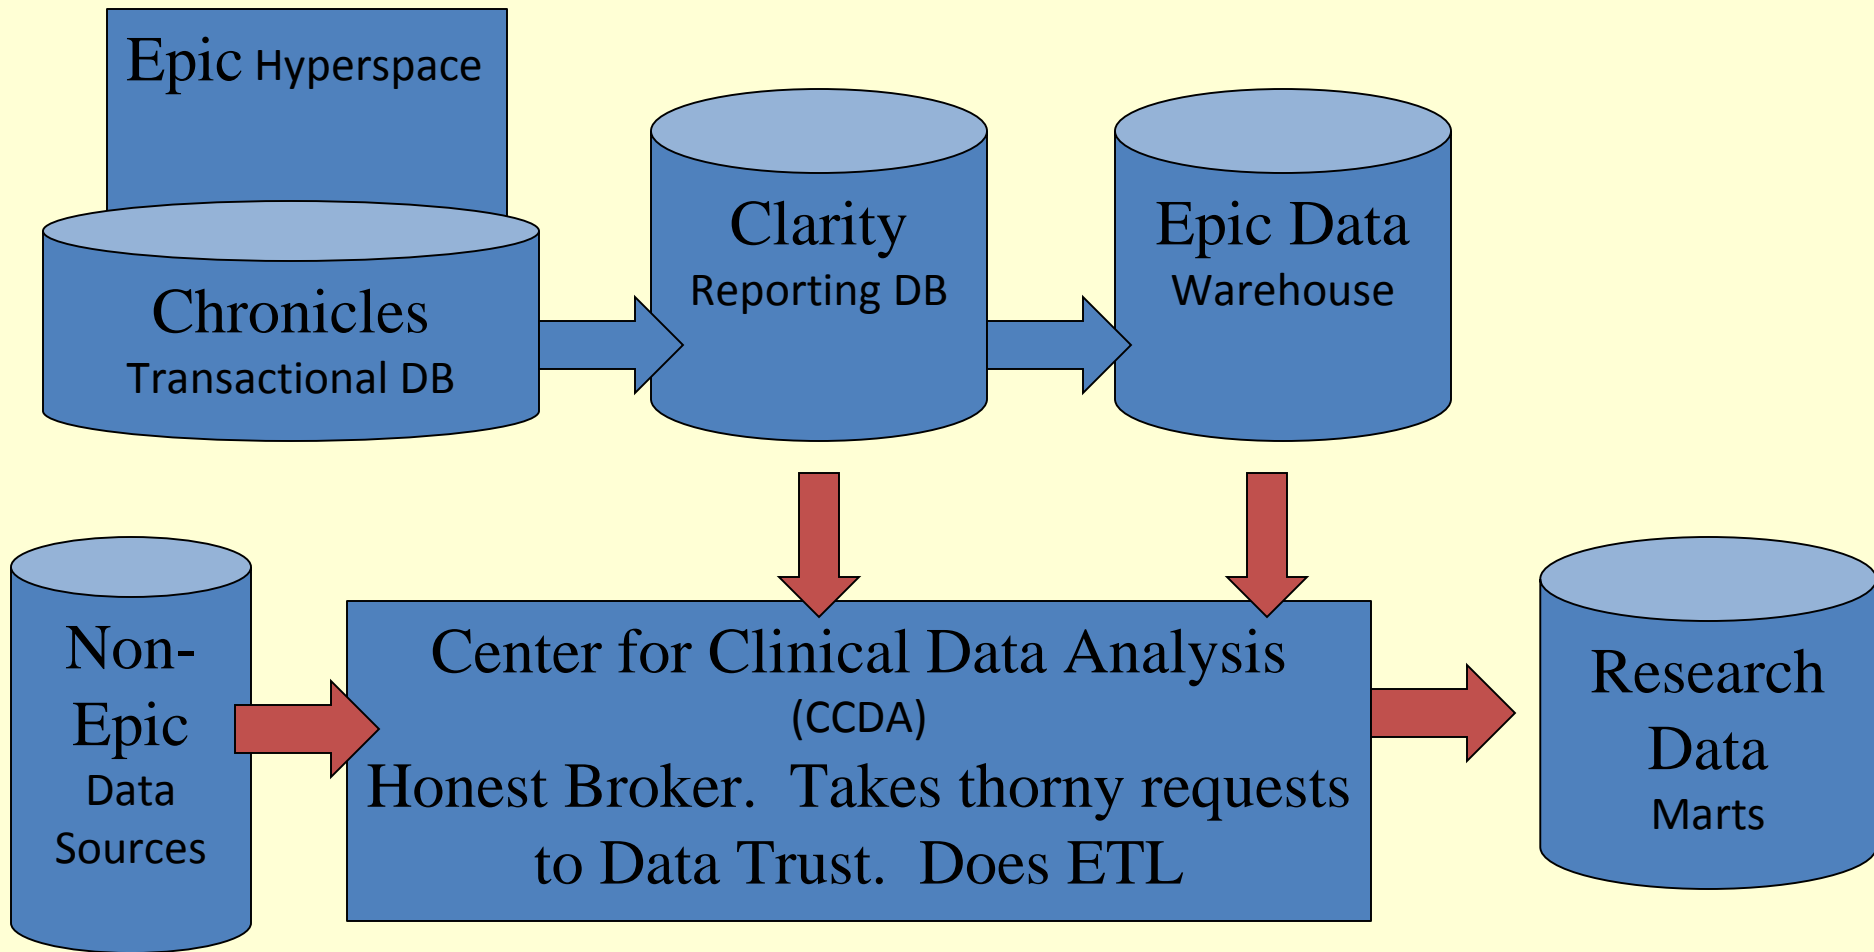 Epic Hyperspace
Chronicles
Transactional DB
Clarity
Reporting DB
Epic Data
Warehouse
Non-
Epic
Data
Sources
Center for Clinical Data Analysis
(CCDA)
Honest Broker.  Takes thorny requests
to Data Trust.  Does ETL
Research
Data
Marts